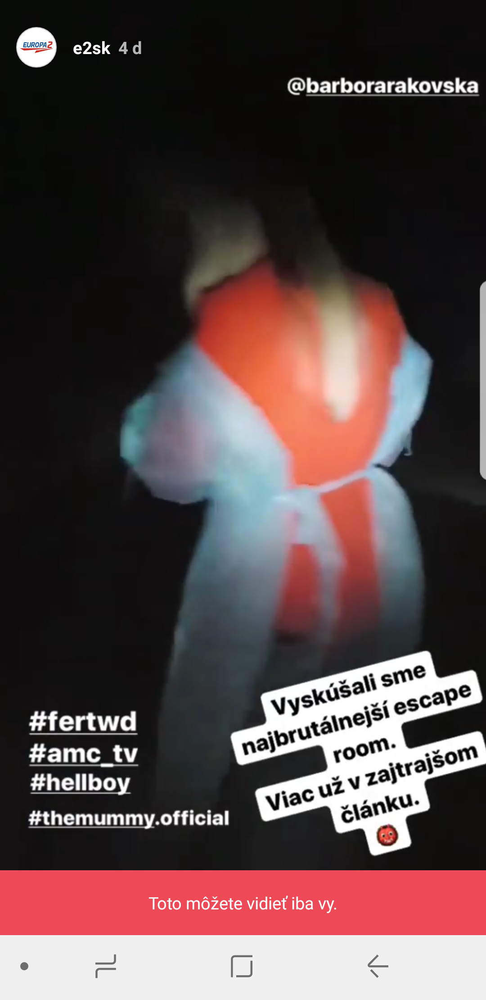 EUROPA 2
e2sk 4 d
@barborarakovska
Vyskúšali sme
najbrutálnejší escape
room.
Viac už v zajtrajšom
článku.
#fertwd
#amc_tv
#hellboy
#themummy.official
Toto môžete vidieť iba vy.